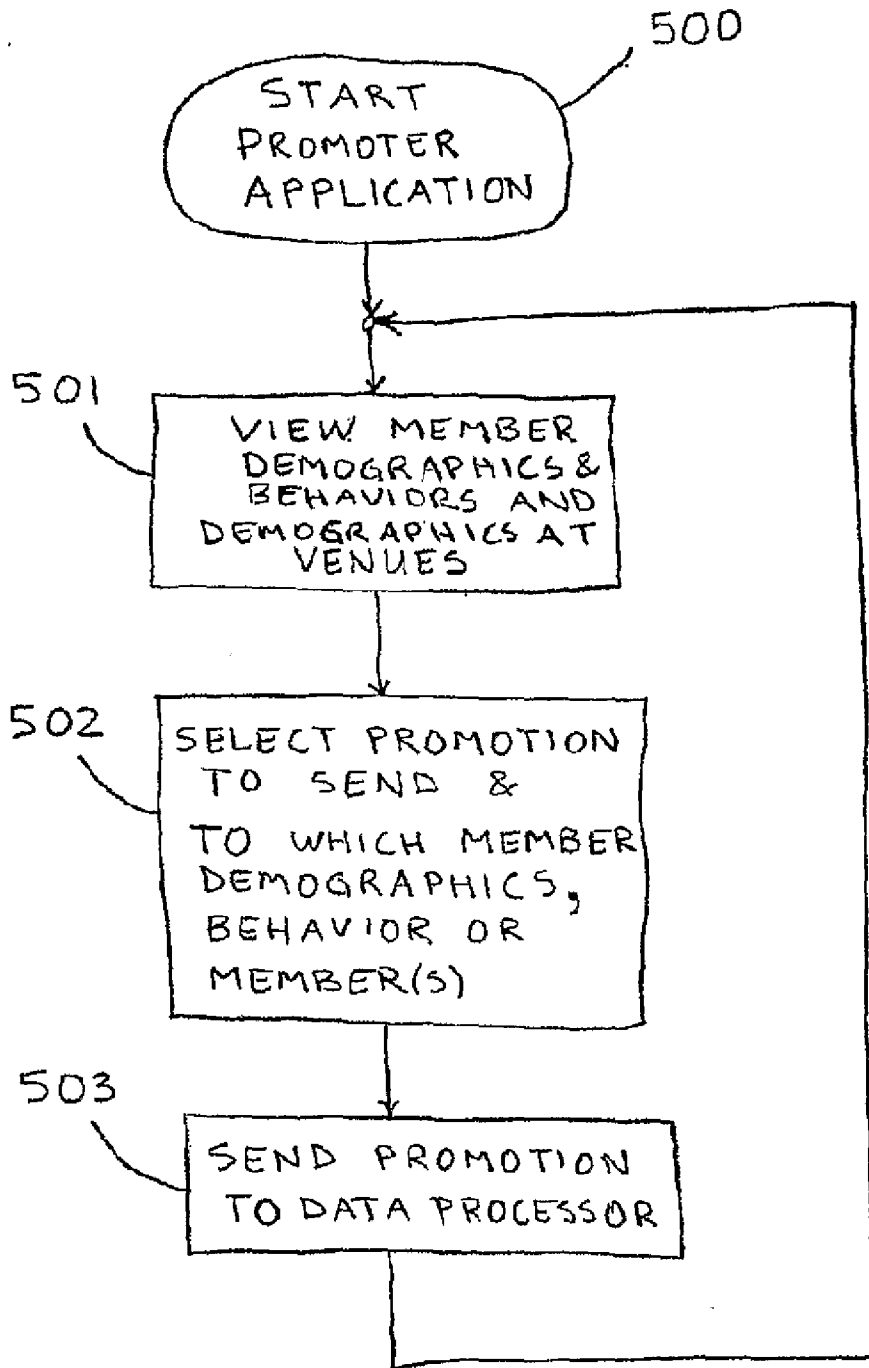 500
START
PROMOTER
APPLICATION
501
VIEW MEMBER
DEMOGRAPHICS &
BEHAVIORS AND
DEMOGRAPHICS AT
VENUES
502
SELECT PROMOTION
TO SEND &
TO WHICH MEMBER
DEMOGRAPHICS,
BEHAVIOR OR
MEMBER(S)
503
SEND PROMOTION
TO DATA PROCESSOR